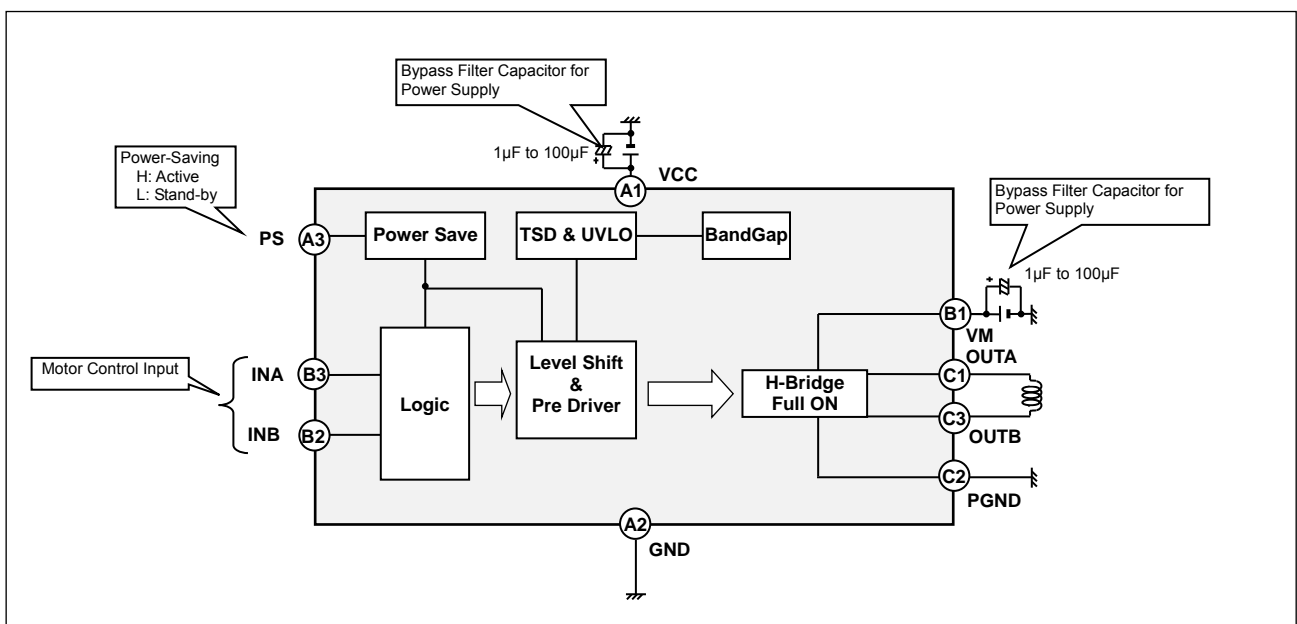 Bypass Filter Capacitor for
Power Supply
1µF to 100µF
+
VCC
A1
Power-Saving
H: Active
L: Stand-by
PS
A3
Power Save
TSD & UVLO
BandGap
Bypass Filter Capacitor for
Power Supply
+
1µF to 100µF
B1
VM
Motor Control Input
INA
B3
INB
B2
Logic
Level Shift
&
Pre Driver
H-Bridge
Full ON
OUTA
C1
C3
OUTB
C2
PGND
A2
GND